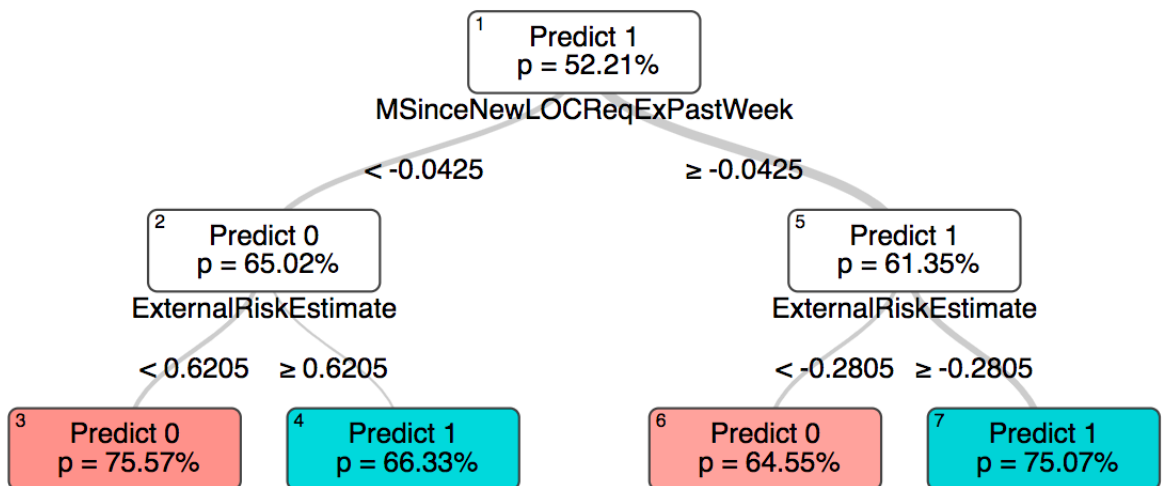 1
Predict 1
p = 52.21%
MSinceNewLOCReqExPastWeek
< -0.0425
≥ -0.0425
2
Predict 0
p = 65.02%
ExternalRiskEstimate
5
Predict 1
p = 61.35%
ExternalRiskEstimate
< 0.6205
≥ 0.6205
< -0.2805
≥ -0.2805
3
Predict 0
p = 75.57%
4
Predict 1
p = 66.33%
6
Predict 0
p = 64.55%
7
Predict 1
p = 75.07%